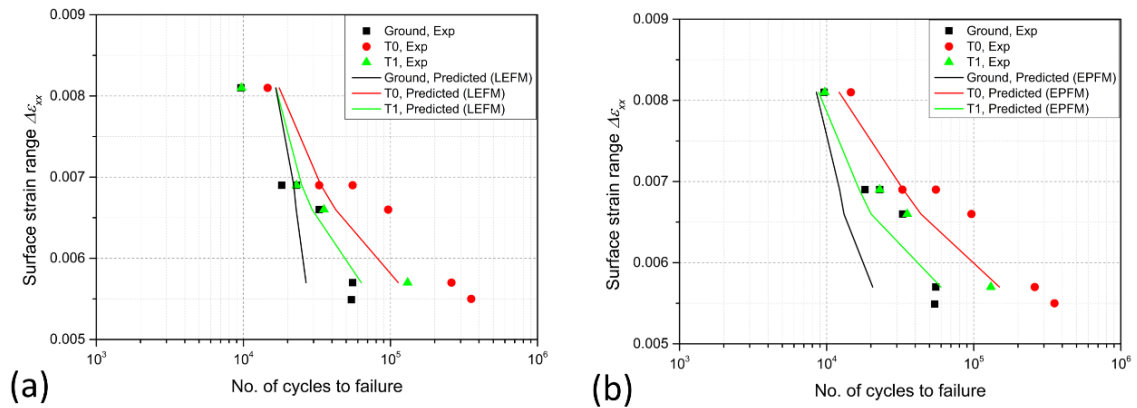 0.009
0.008
0.007
0.006
0.005
Surface strain range Δε_xx
10³
10⁴
10⁵
10⁶
No. of cycles to failure
Ground, Exp
T0, Exp
T1, Exp
Ground, Predicted (LEFM)
T0, Predicted (LEFM)
T1, Predicted (LEFM)
(a)
0.009
0.008
0.007
0.006
0.005
Surface strain range Δε_xx
10³
10⁴
10⁵
10⁶
No. of cycles to failure
Ground, Exp
T0, Exp
T1, Exp
Ground, Predicted (EPFM)
T0, Predicted (EPFM)
T1, Predicted (EPFM)
(b)